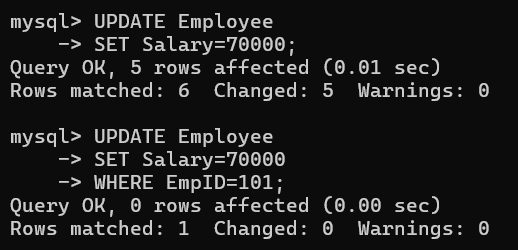 mysql> UPDATE Employee
    -> SET Salary=70000;
Query OK, 5 rows affected (0.01 sec)
Rows matched: 6  Changed: 5  Warnings: 0

mysql> UPDATE Employee
    -> SET Salary=70000
    -> WHERE EmpID=101;
Query OK, 0 rows affected (0.00 sec)
Rows matched: 1  Changed: 0  Warnings: 0